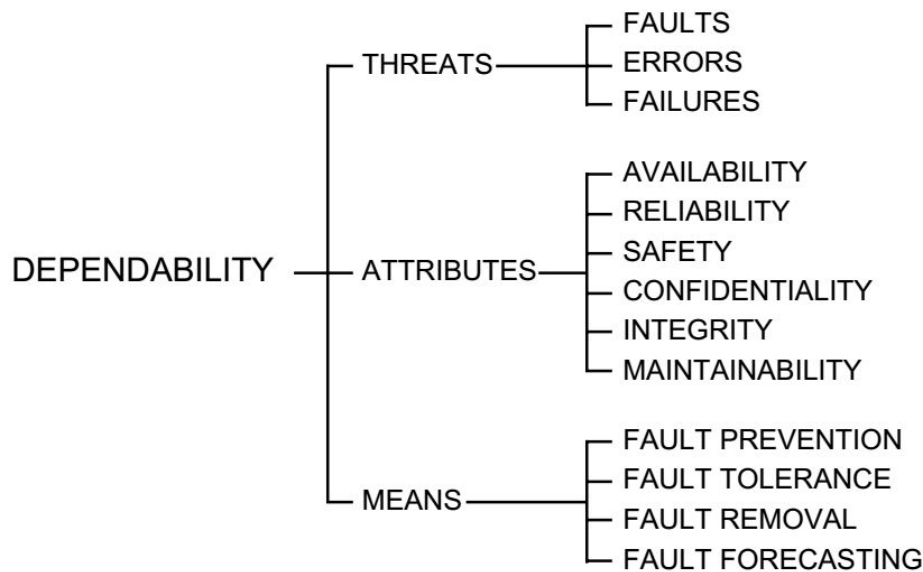 DEPENDABILITY
THREATS
FAULTS
ERRORS
FAILURES
ATTRIBUTES
AVAILABILITY
RELIABILITY
SAFETY
CONFIDENTIALITY
INTEGRITY
MAINTAINABILITY
MEANS
FAULT PREVENTION
FAULT TOLERANCE
FAULT REMOVAL
FAULT FORECASTING